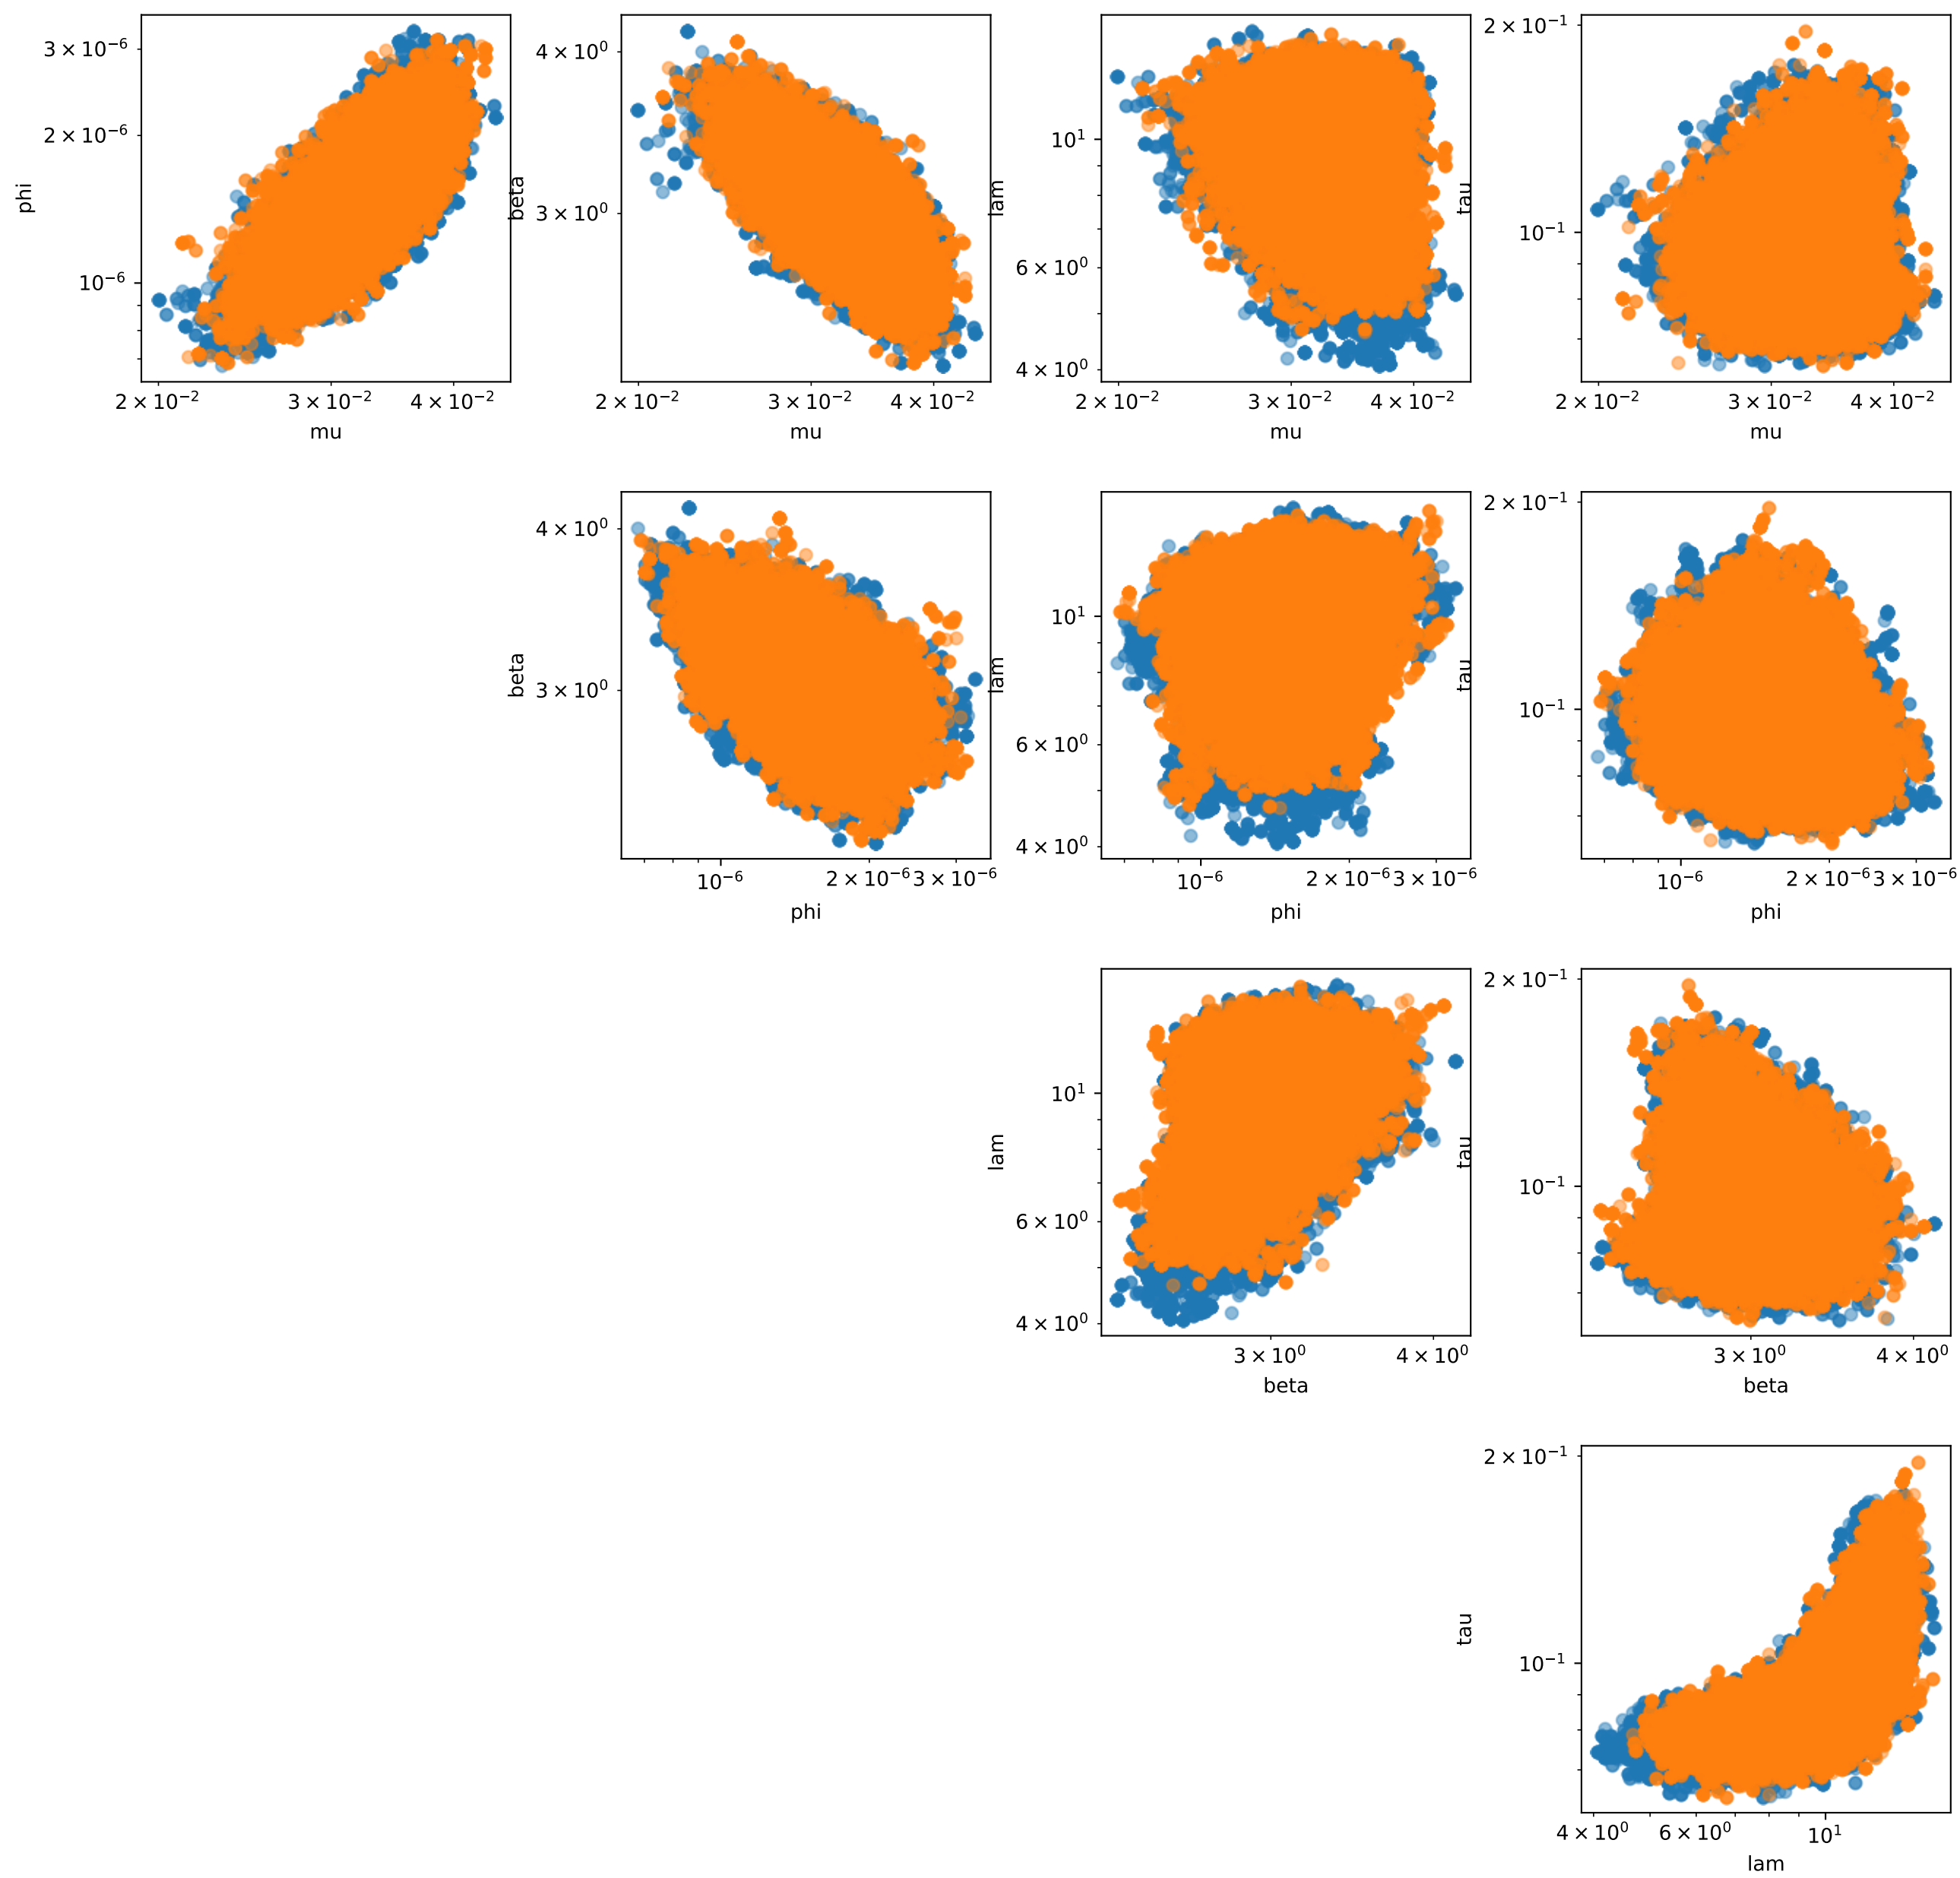 3 × 10⁻⁶
2 × 10⁻⁶
10⁻⁶
phi
2 × 10⁻² 3 × 10⁻² 4 × 10⁻²
mu
4 × 10⁰
3 × 10⁰
beta
2 × 10⁻² 3 × 10⁻² 4 × 10⁻²
mu
10¹
6 × 10⁰
4 × 10⁰
lam
2 × 10⁻² 3 × 10⁻² 4 × 10⁻²
mu
2 × 10⁻¹
10⁻¹
tau
2 × 10⁻² 3 × 10⁻² 4 × 10⁻²
mu
4 × 10⁰
3 × 10⁰
beta
10⁻⁶ 2 × 10⁻⁶ 3 × 10⁻⁶
phi
10¹
6 × 10⁰
4 × 10⁰
lam
10⁻⁶ 2 × 10⁻⁶ 3 × 10⁻⁶
phi
2 × 10⁻¹
10⁻¹
tau
10⁻⁶ 2 × 10⁻⁶ 3 × 10⁻⁶
phi
10¹
6 × 10⁰
4 × 10⁰
lam
3 × 10⁰ 4 × 10⁰
beta
2 × 10⁻¹
10⁻¹
tau
3 × 10⁰ 4 × 10⁰
beta
2 × 10⁻¹
10⁻¹
tau
4 × 10⁰ 6 × 10⁰ 10¹
lam